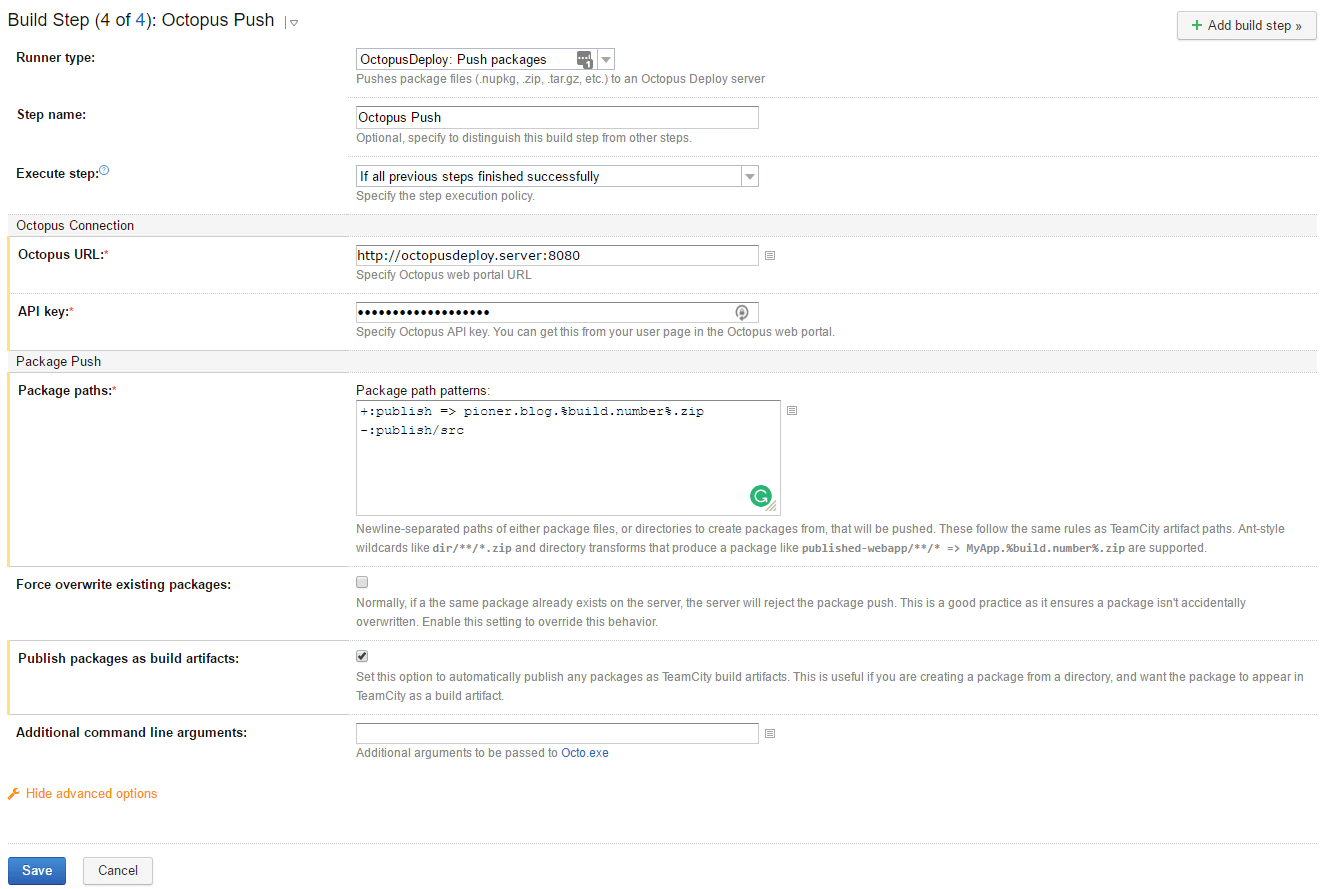 Build Step (4 of 4): Octopus Push
+ Add build step »
Runner type:
OctopusDeploy: Push packages
1
Pushes package files (.nupkg, .zip, .tar.gz, etc.) to an Octopus Deploy server
Step name:
Octopus Push
Optional, specify to distinguish this build step from other steps.
Execute step:?
If all previous steps finished successfully
Specify the step execution policy.
Octopus Connection
Octopus URL:*
http://octopusdeploy.server:8080
Specify Octopus web portal URL
API key:*
•••••••••••••••••••
Specify Octopus API key. You can get this from your user page in the Octopus web portal.
Package Push
Package paths:*
Package path patterns:
+:publish => pioner.blog.%build.number%.zip
-:publish/src
Newline-separated paths of either package files, or directories to create packages from, that will be pushed. These follow the same rules as TeamCity artifact paths. Ant-style
wildcards like dir/**/*.zip and directory transforms that produce a package like published-webapp/**/* => MyApp.%build.number%.zip are supported.
Force overwrite existing packages:
Normally, if a the same package already exists on the server, the server will reject the package push. This is a good practice as it ensures a package isn't accidentally
overwritten. Enable this setting to override this behavior.
Publish packages as build artifacts:
Set this option to automatically publish any packages as TeamCity build artifacts. This is useful if you are creating a package from a directory, and want the package to appear in
TeamCity as a build artifact.
Additional command line arguments:
Additional arguments to be passed to Octo.exe
Hide advanced options
Save
Cancel